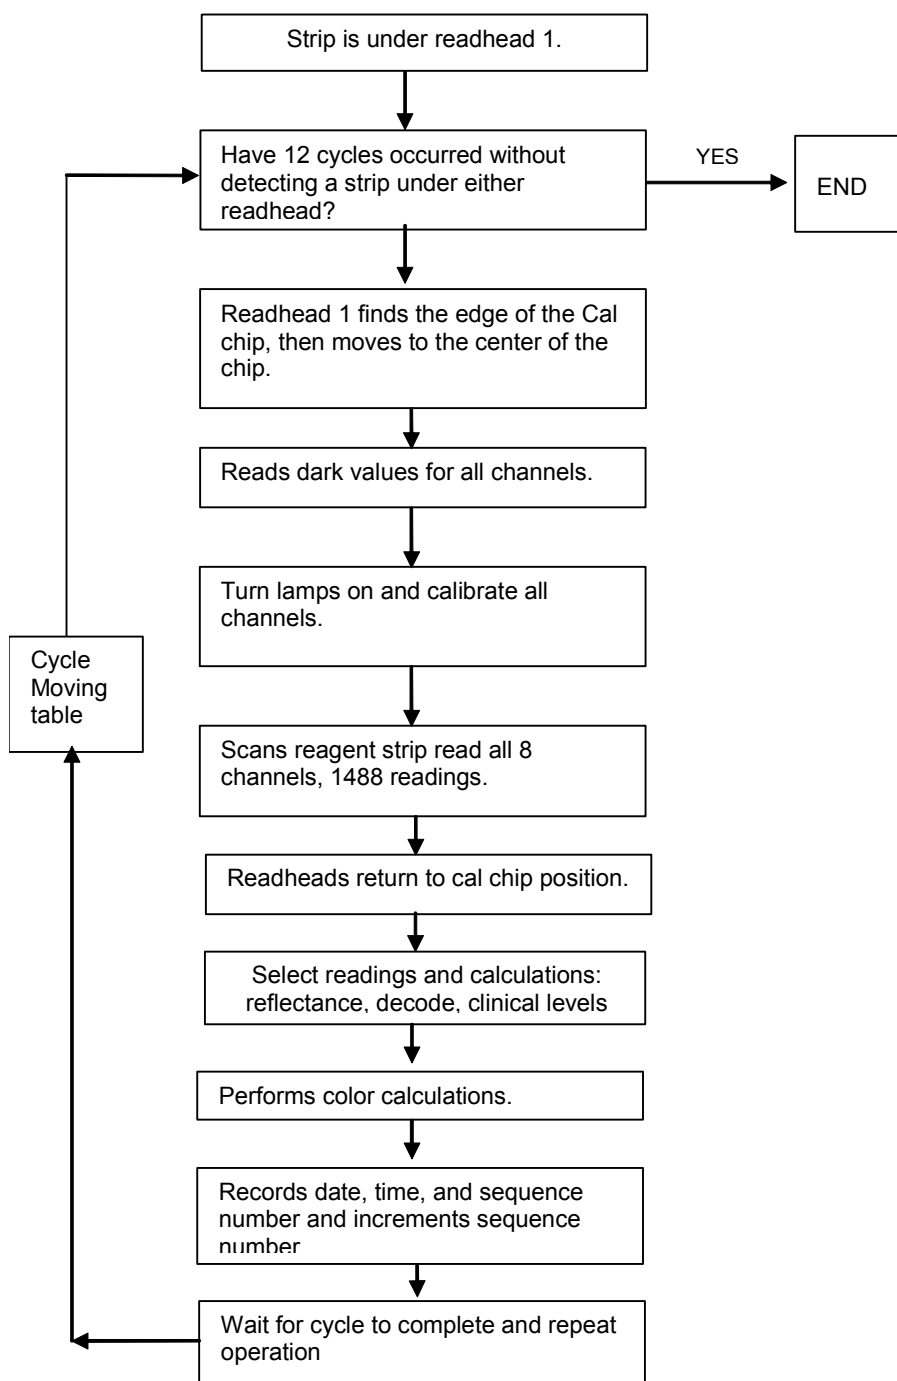 Strip is under readhead 1.
Have 12 cycles occurred without
detecting a strip under either
readhead?
YES
END
Readhead 1 finds the edge of the Cal
chip, then moves to the center of the
chip.
Reads dark values for all channels.
Turn lamps on and calibrate all
channels.
Cycle
Moving
table
Scans reagent strip read all 8
channels, 1488 readings.
Readheads return to cal chip position.
Select readings and calculations:
reflectance, decode, clinical levels
Performs color calculations.
Records date, time, and sequence
number and increments sequence
number
Wait for cycle to complete and repeat
operation